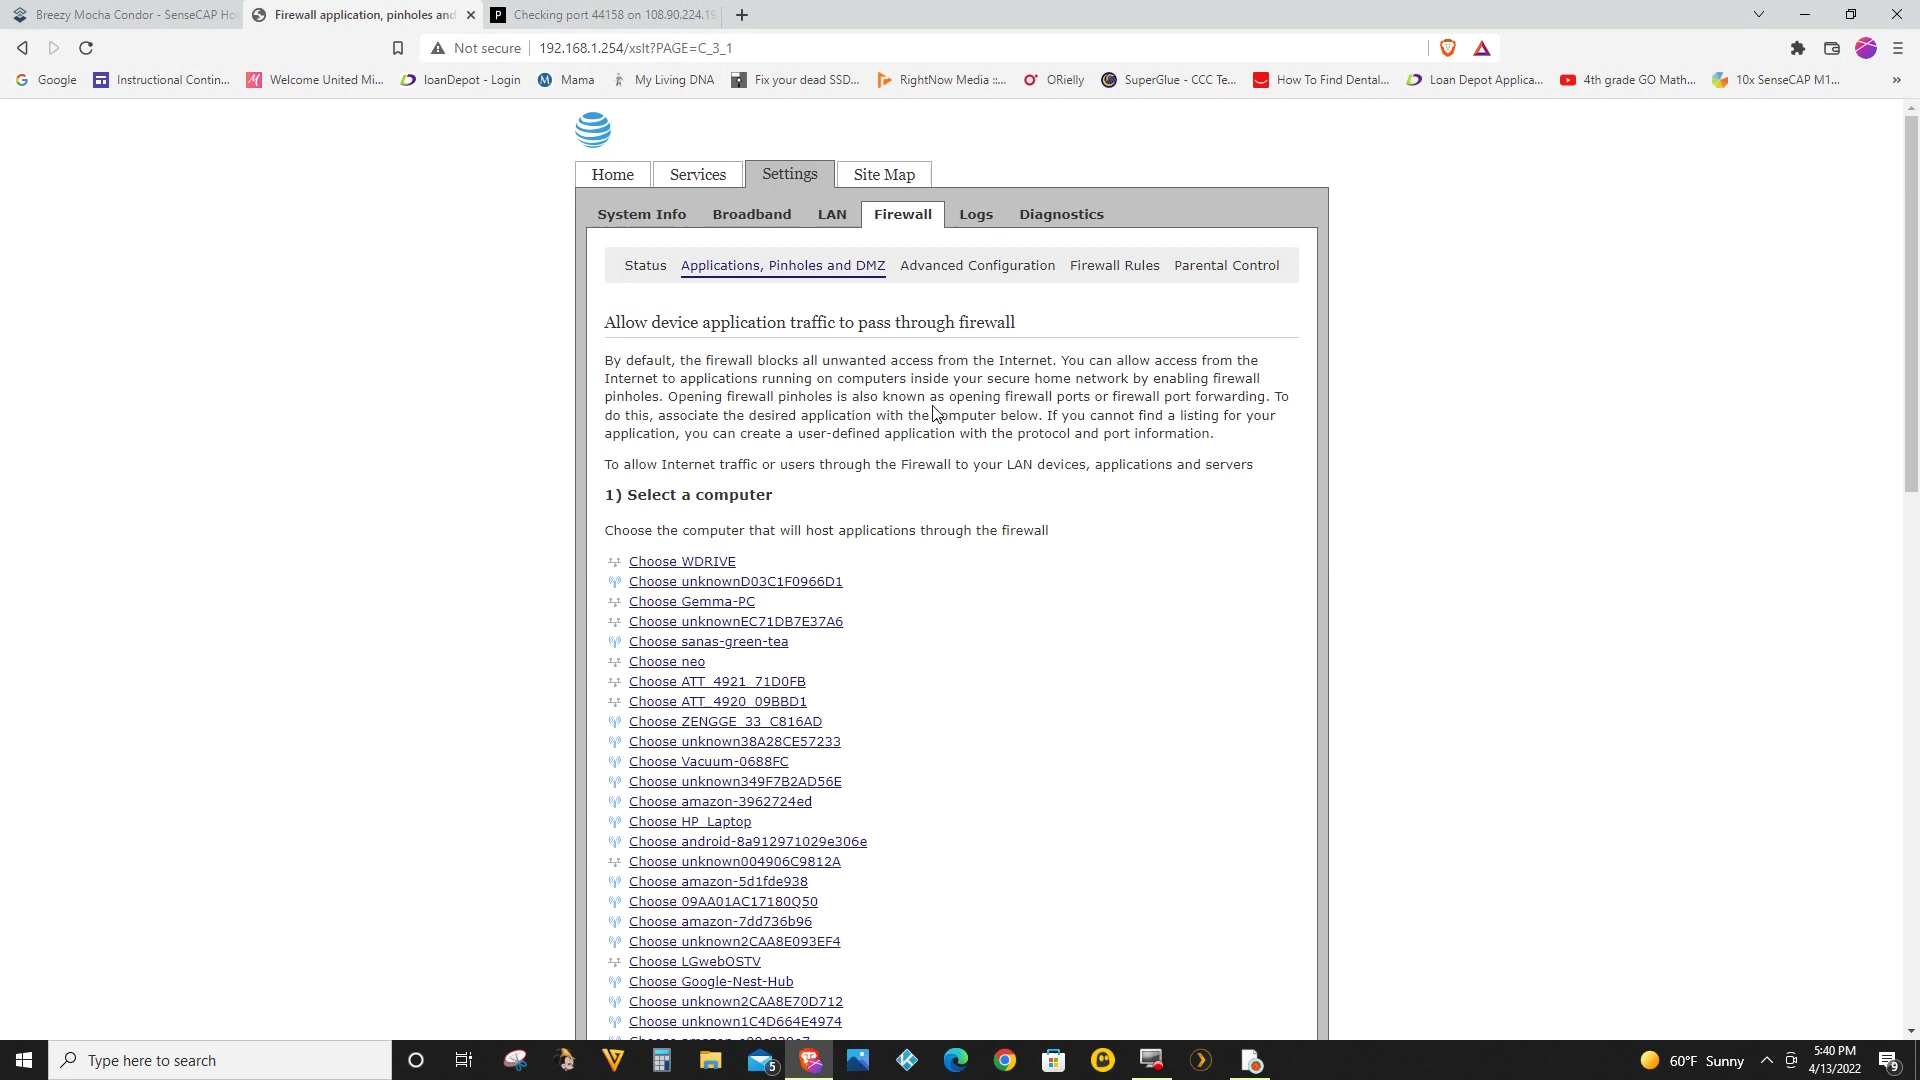 Breezy Mocha Condor - SenseCAP Ho
Firewall application, pinholes and
Checking port 44158 on 108.90.224.19
Not secure
192.168.1.254/xslt?PAGE=C_3_1
Google
Instructional Contin...
Welcome United Mi...
loanDepot - Login
Mama
My Living DNA
Fix your dead SSD...
RightNow Media ::...
ORielly
SuperGlue - CCC Te...
How To Find Dental...
Loan Depot Applica...
4th grade GO Math...
10x SenseCAP M1...
Home
Services
Settings
Site Map
System Info
Broadband
LAN
Firewall
Logs
Diagnostics
Status
Applications, Pinholes and DMZ
Advanced Configuration
Firewall Rules
Parental Control
Allow device application traffic to pass through firewall
By default, the firewall blocks all unwanted access from the Internet. You can allow access from the
Internet to applications running on computers inside your secure home network by enabling firewall
pinholes. Opening firewall pinholes is also known as opening firewall ports or firewall port forwarding. To
do this, associate the desired application with the computer below. If you cannot find a listing for your
application, you can create a user-defined application with the protocol and port information.
To allow Internet traffic or users through the Firewall to your LAN devices, applications and servers
1) Select a computer
Choose the computer that will host applications through the firewall
Choose WDRIVE
Choose unknownD03C1F0966D1
Choose Gemma-PC
Choose unknownEC71DB7E37A6
Choose sanas-green-tea
Choose neo
Choose ATT_4921_71D0FB
Choose ATT_4920_09BBD1
Choose ZENGGE_33_C816AD
Choose unknown38A28CE57233
Choose Vacuum-0688FC
Choose unknown349F7B2AD56E
Choose amazon-3962724ed
Choose HP_Laptop
Choose android-8a912971029e306e
Choose unknown004906C9812A
Choose amazon-5d1fde938
Choose 09AA01AC17180Q50
Choose amazon-7dd736b96
Choose unknown2CAA8E093EF4
Choose LGwebOSTV
Choose Google-Nest-Hub
Choose unknown2CAA8E70D712
Choose unknown1C4D664E4974
Type here to search
5
60°F Sunny
5:40 PM
4/13/2022
9